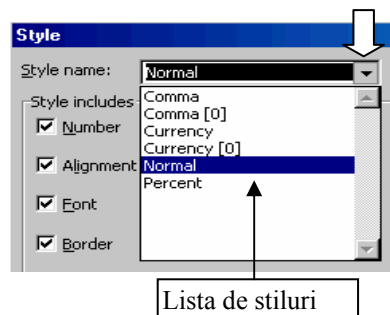 Style
Style name: Normal
Style includes
Comma
Comma [0]
Number
Currency
Currency [0]
Alignment
Normal
Percent
Font
Border
Lista de stiluri